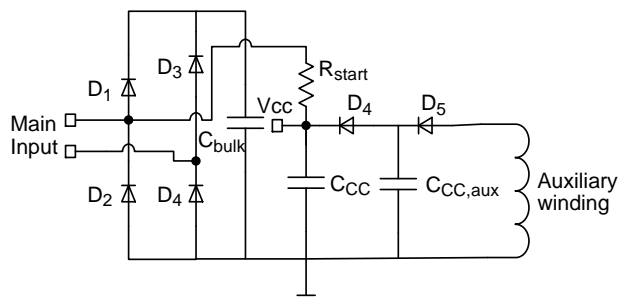 D3
Rstart
D1
Vcc
D4
D5
Main
Input
Cbulk
D2
D4
CCC
CCC,aux
Auxiliary
winding